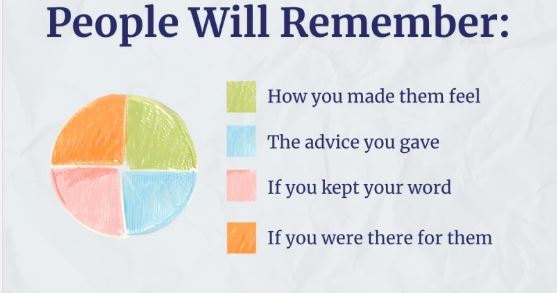 People Will Remember:
How you made them feel
The advice you gave
If you kept your word
If you were there for them